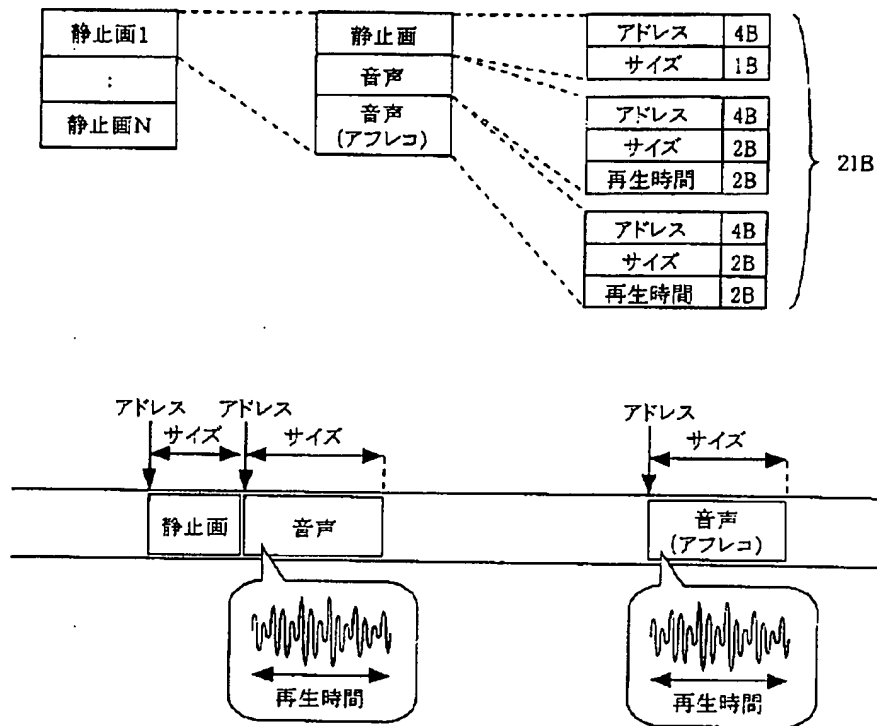 静止画1
:
静止画N
静止画
音声
音声
(アフレコ)
アドレス 4B
サイズ 1B
アドレス 4B
サイズ 2B
再生時間 2B
アドレス 4B
サイズ 2B
再生時間 2B
21B
アドレス アドレス アドレス
サイズ サイズ サイズ
静止画 音声 音声
(アフレコ)
再生時間 再生時間